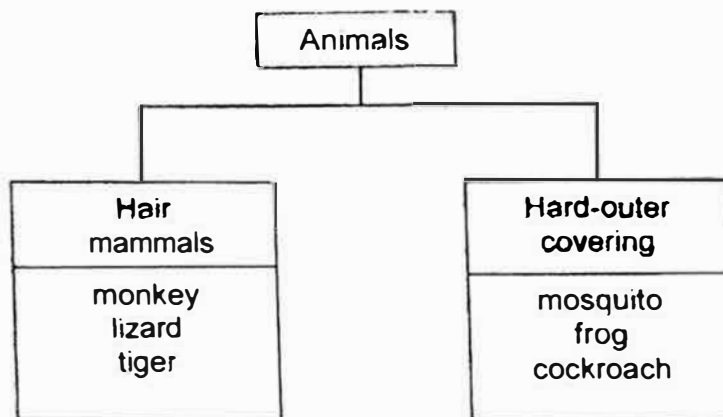 Animals
Hair
mammals
monkey
lizard
tiger
Hard-outer
covering
mosquito
frog
cockroach